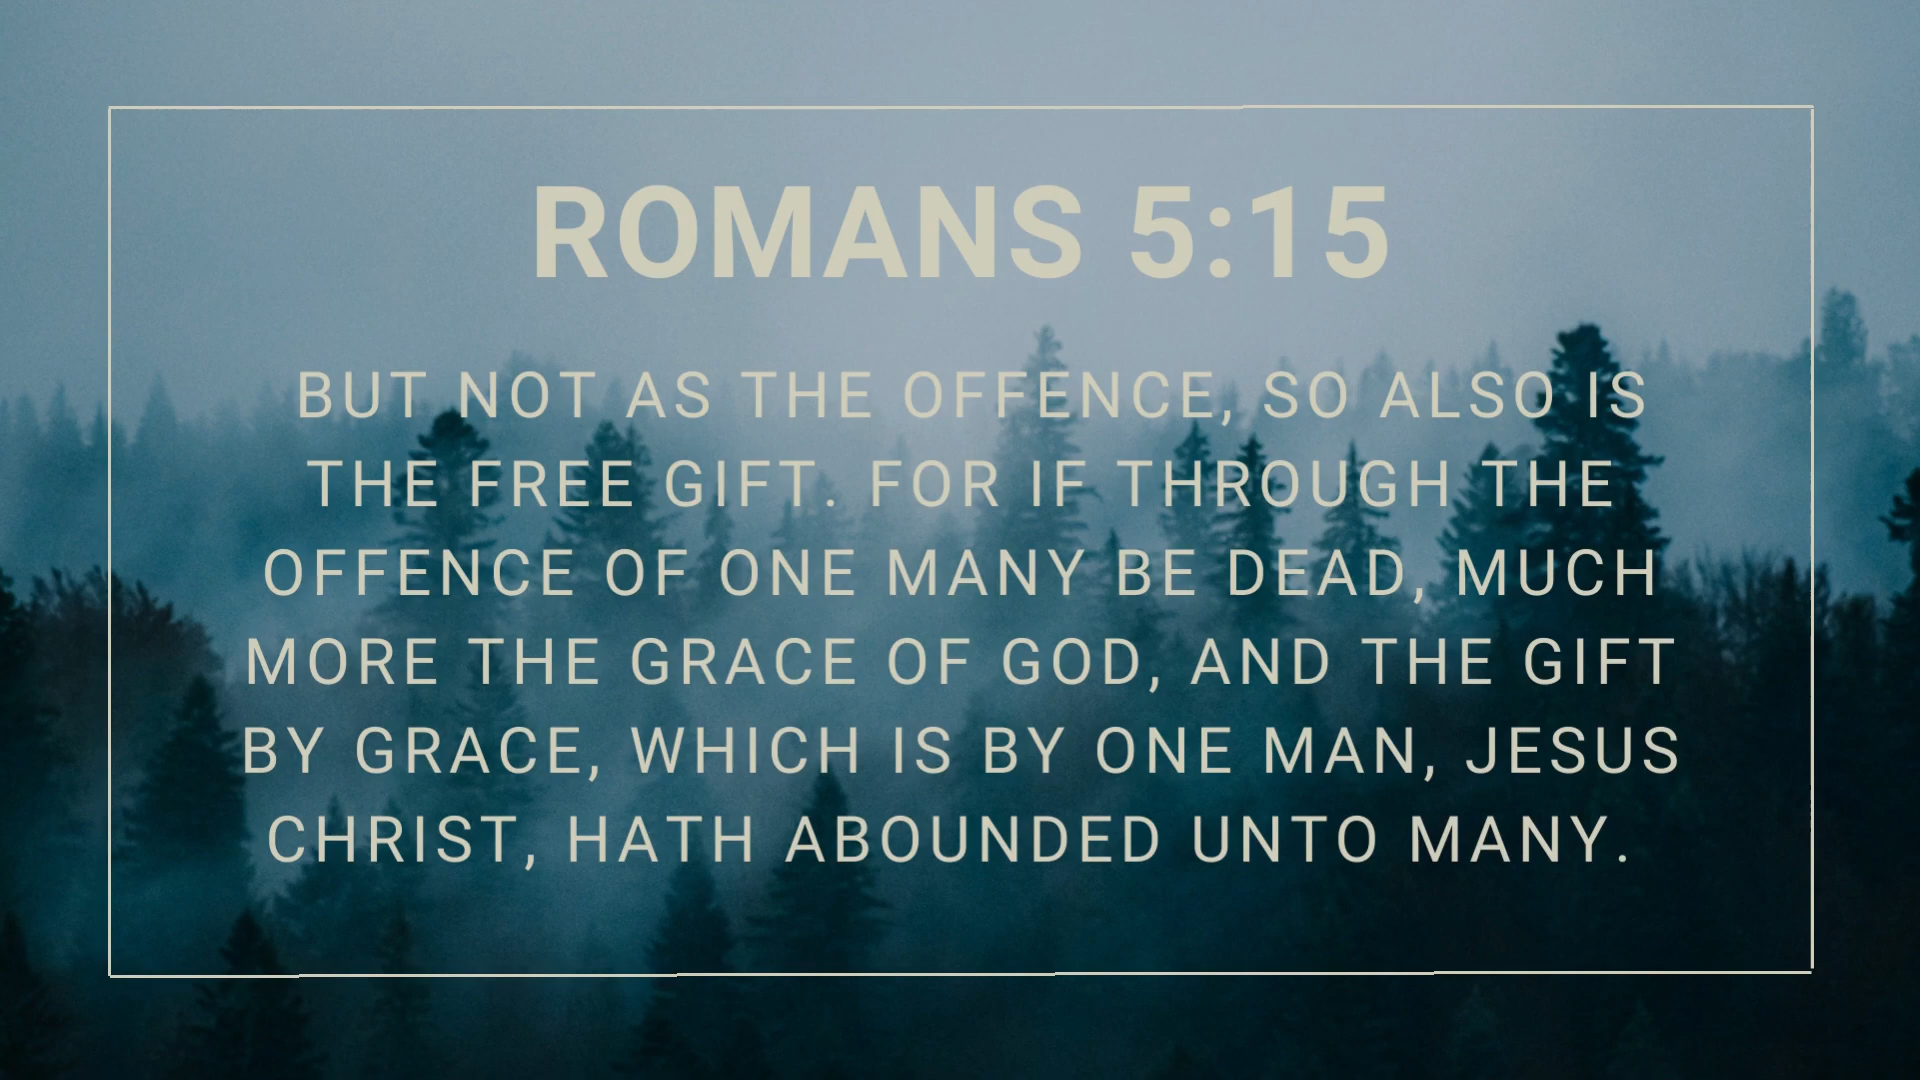 ROMANS 5:15
BUT NOT AS THE OFFENCE, SO ALSO IS
THE FREE GIFT. FOR IF THROUGH THE
OFFENCE OF ONE MANY BE DEAD, MUCH
MORE THE GRACE OF GOD, AND THE GIFT
BY GRACE, WHICH IS BY ONE MAN, JESUS
CHRIST, HATH ABOUNDED UNTO MANY.